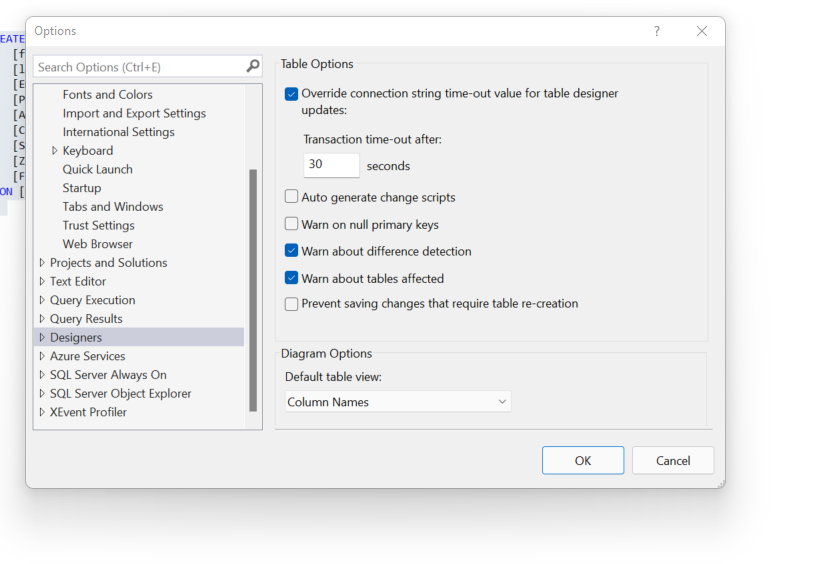 Options
?
EATE
[f
[l
[E
[P
[A
[C
[S
[Z
[F
ON [
Search Options (Ctrl+E)
Fonts and Colors
Import and Export Settings
International Settings
Keyboard
Quick Launch
Startup
Tabs and Windows
Trust Settings
Web Browser
Projects and Solutions
Text Editor
Query Execution
Query Results
Designers
Azure Services
SQL Server Always On
SQL Server Object Explorer
XEvent Profiler
Table Options
Override connection string time-out value for table designer
updates:
Transaction time-out after:
30 seconds
Auto generate change scripts
Warn on null primary keys
Warn about difference detection
Warn about tables affected
Prevent saving changes that require table re-creation
Diagram Options
Default table view:
Column Names
OK Cancel